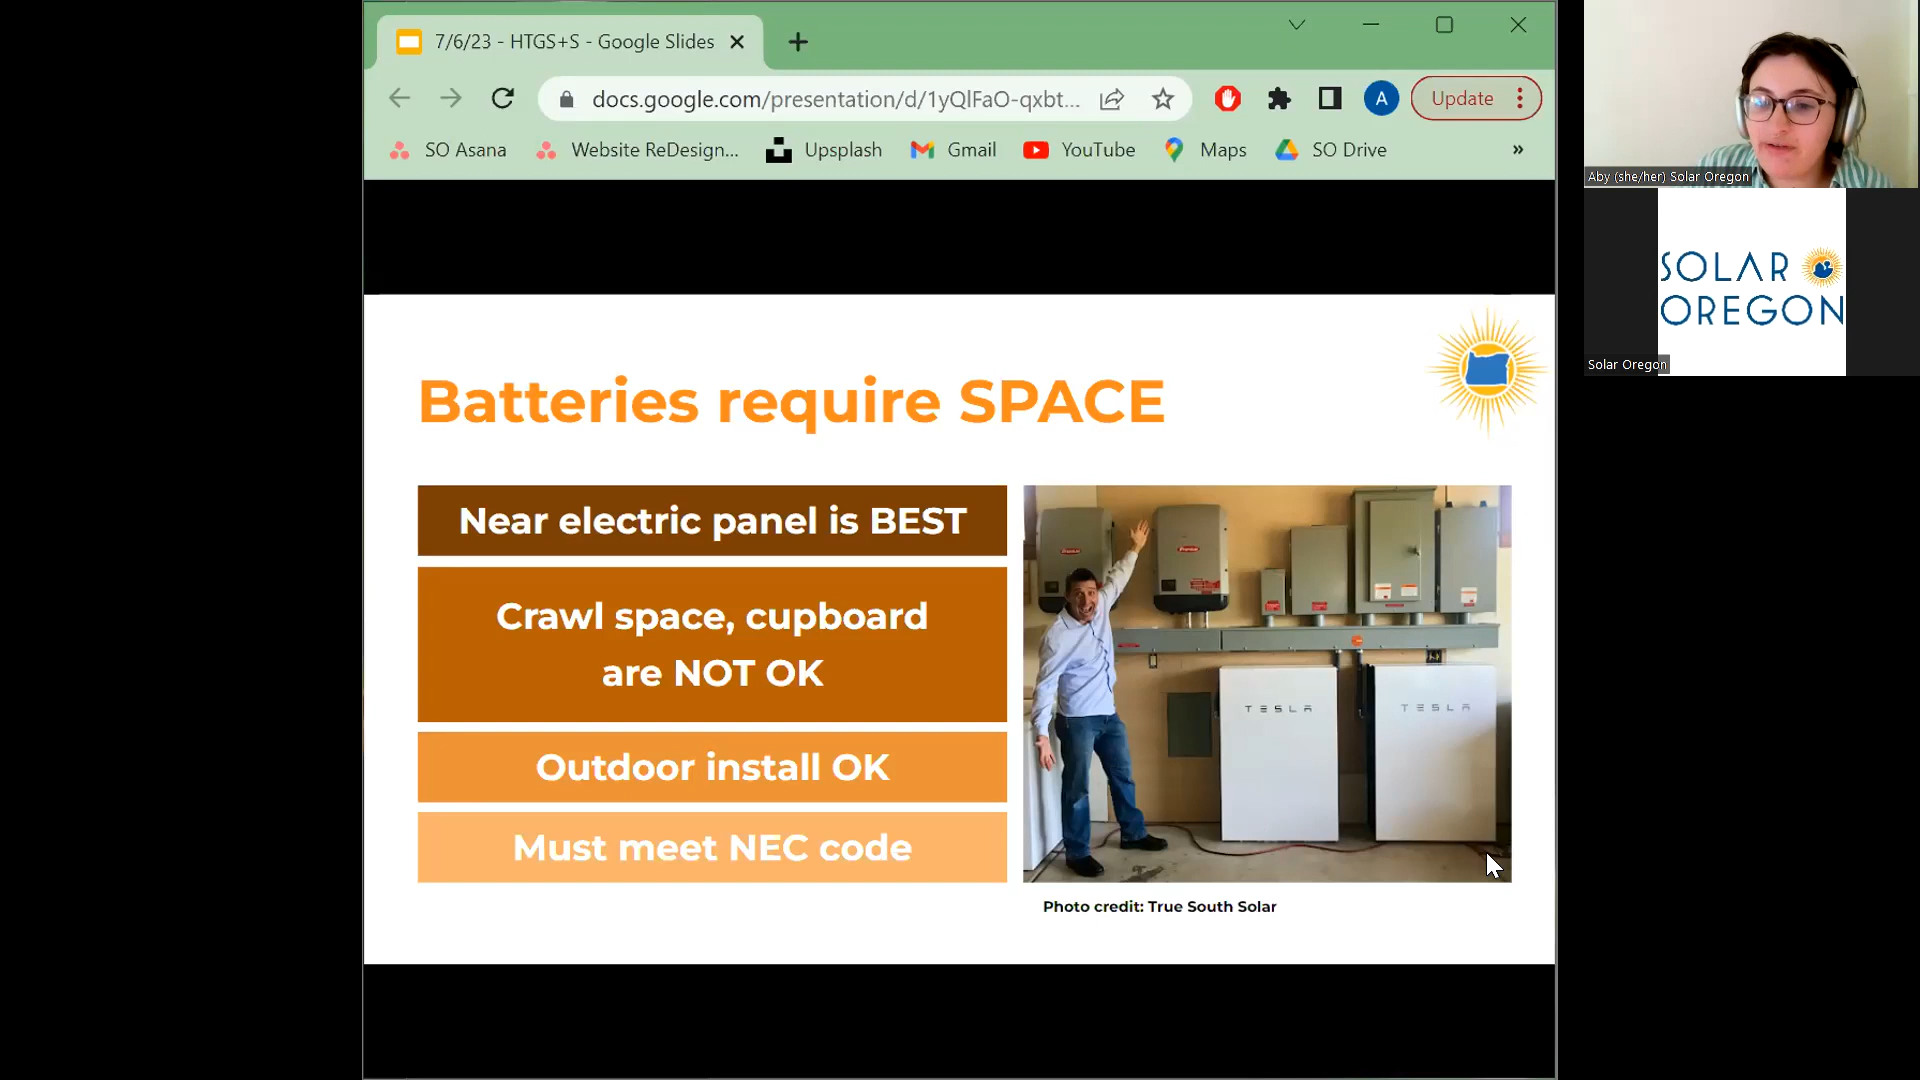 7/6/23 - HTGS+S - Google Slides
docs.google.com/presentation/d/1yQlFaO-qxbt...
A
Update
SO Asana
Website ReDesign...
Upsplash
Gmail
YouTube
Maps
SO Drive
»
Batteries require SPACE
Near electric panel is BEST
Crawl space, cupboard
are NOT OK
Outdoor install OK
Must meet NEC code
TESLA
TESLA
Photo credit: True South Solar
Aby (she/her) Solar Oregon
SOLAR
OREGON
Solar Oregon